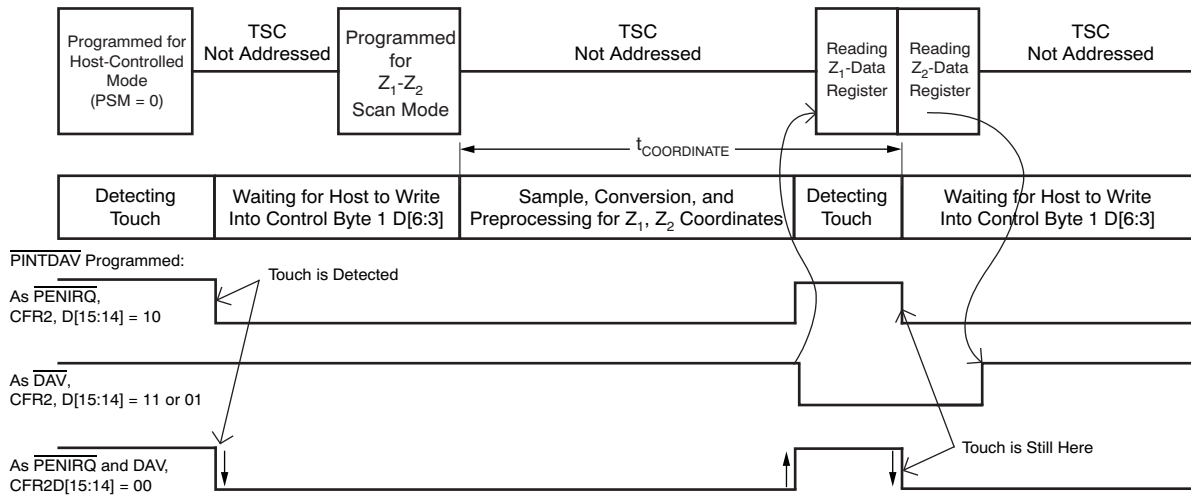 Programmed for
Host-Controlled
Mode
(PSM = 0)
TSC
Not Addressed
Programmed
for
Z1-Z2
Scan Mode
TSC
Not Addressed
Reading
Z1-Data
Register
Reading
Z2-Data
Register
TSC
Not Addressed
tCOORDINATE
Detecting
Touch
Waiting for Host to Write
Into Control Byte 1 D[6:3]
Sample, Conversion, and
Preprocessing for Z1, Z2 Coordinates
Detecting
Touch
Waiting for Host to Write
Into Control Byte 1 D[6:3]
PINTDAV Programmed:
Touch is Detected
As PENIRQ,
CFR2, D[15:14] = 10
As DAV,
CFR2, D[15:14] = 11 or 01
Touch is Still Here
As PENIRQ and DAV,
CFR2D[15:14] = 00